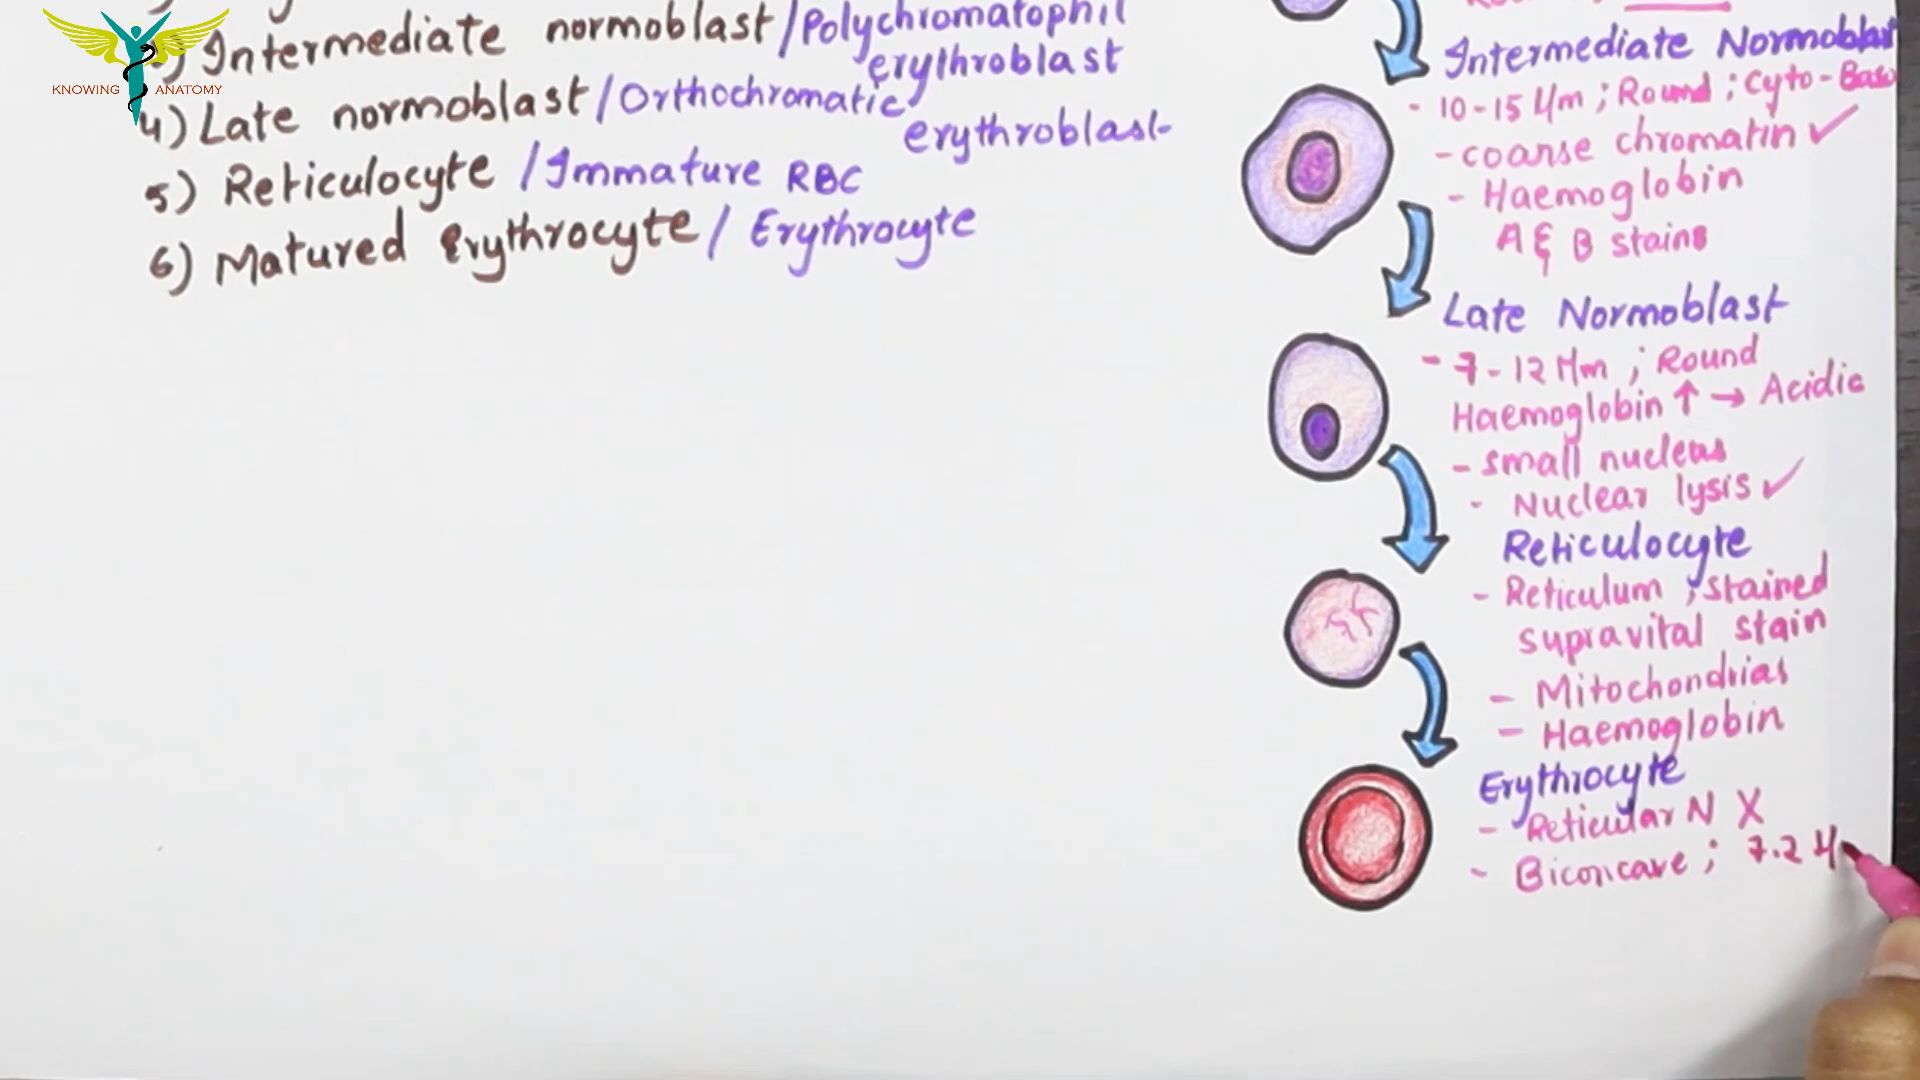 KNOWING ANATOMY
Intermediate normoblast/Polychromatophil
erythroblast
4) Late normoblast/Orthochromatic
erythroblast
5) Reticulocyte /Immature RBC
6) Matured Erythrocyte/ Erythrocyte
Intermediate Normoblast
- 10-15 μm ; Round ; Cyto - Baso
- coarse chromatin ✓
- Haemoglobin
A & B stains
Late Normoblast
- 7-12 μm ; Round
Haemoglobin ↑ → Acidic
- small nucleus
- Nuclear lysis ✓
Reticulocyte
- Reticulum ; stained
supravital stain
- Mitochondrias
- Haemoglobin
Erythrocyte
- Reticular N X
- Biconcave ; 7.2 μ